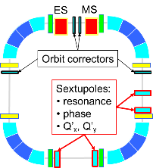 ES MS
Orbit correctors
Sextupoles:
• resonance
• phase
• Q'x, Q'y